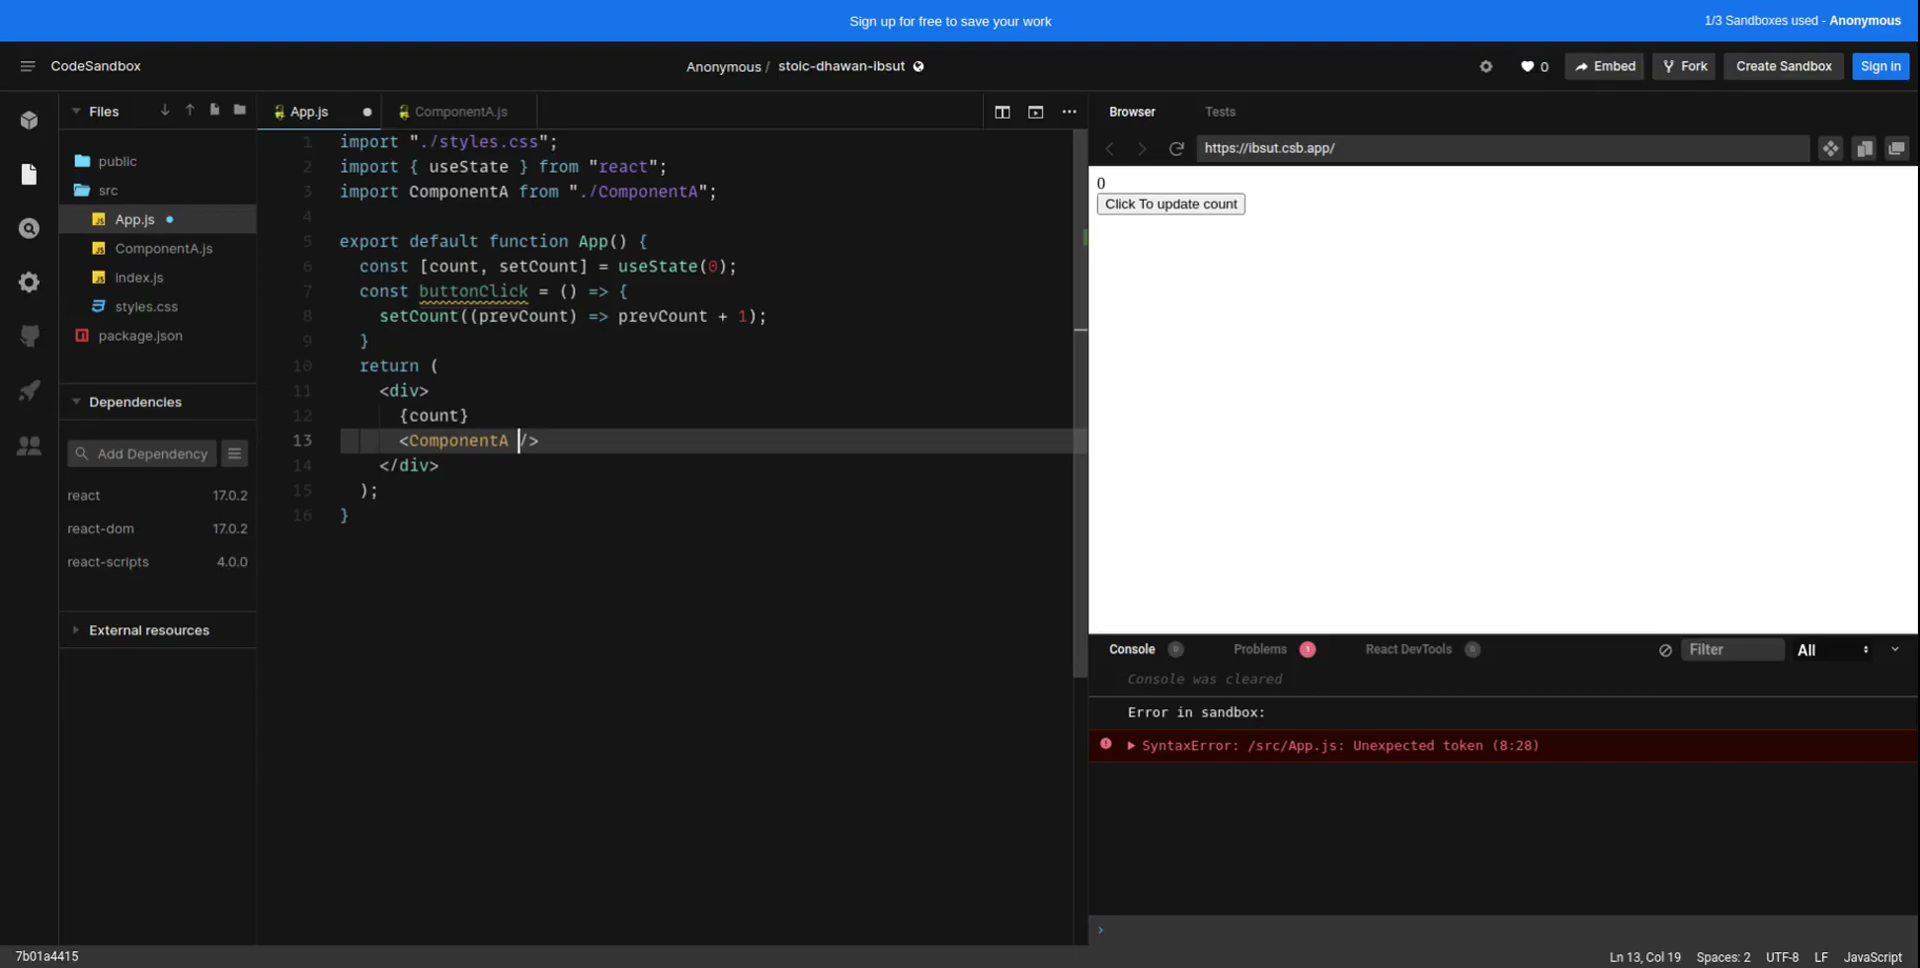 Sign up for free to save your work
1/3 Sandboxes used - Anonymous
CodeSandbox
Anonymous / stoic-dhawan-ibsut
0
Embed
Fork
Create Sandbox
Sign in
Files
public
src
App.js
ComponentA.js
index.js
styles.css
package.json
Dependencies
Add Dependency
react 17.0.2
react-dom 17.0.2
react-scripts 4.0.0
External resources
App.js
ComponentA.js
1 import "./styles.css";
2 import { useState } from "react";
3 import ComponentA from "./ComponentA";
4
5 export default function App() {
6 const [count, setCount] = useState(0);
7 const buttonClick = () => {
8 setCount((prevCount) => prevCount + 1);
9 }
10 return (
11 <div>
12 {count}
13 <ComponentA />
14 </div>
15 );
16 }
Browser
Tests
https://ibsut.csb.app/
0
Click To update count
Console 0
Problems 1
React DevTools 0
Filter
All
Console was cleared
Error in sandbox:
SyntaxError: /src/App.js: Unexpected token (8:28)
7b01a4415
Ln 13, Col 19 Spaces: 2 UTF-8 LF JavaScript